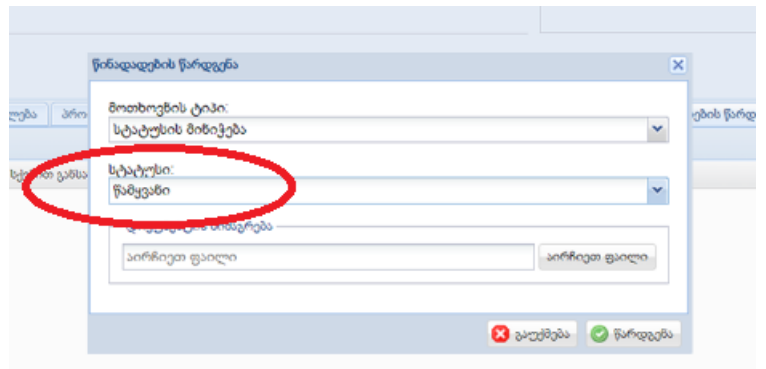 წინადადების წარდგენა
მოთხოვნის ტიპი:
სტატუსის მინიჭება
სტატუსი:
წამყვანი
აირჩიეთ ფაილი
აირჩიეთ ფაილი
გაუქმება
წარდგენა